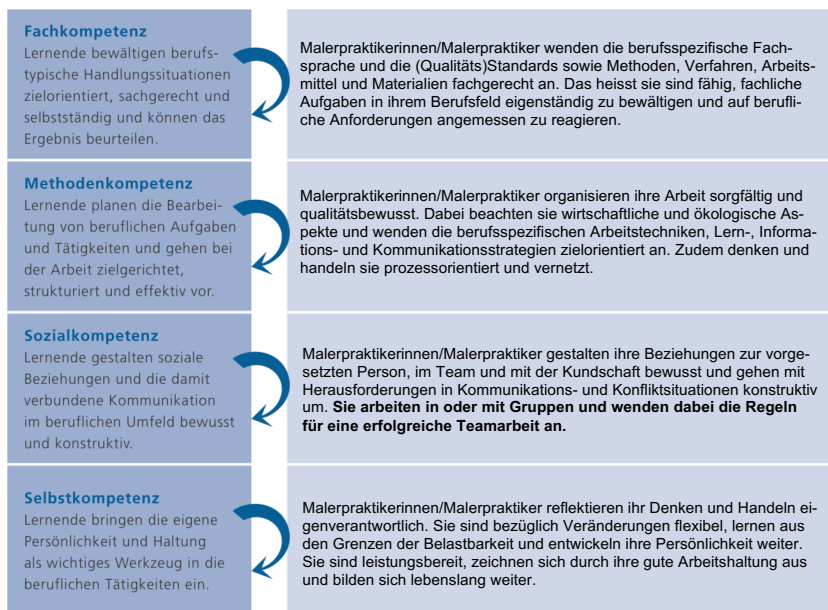 Fachkompetenz
Lernende bewältigen berufs-
typische Handlungssituationen
zielorientiert, sachgerecht und
selbstständig und können das
Ergebnis beurteilen.
Malerpraktikerinnen/Malerpraktiker wenden die berufsspezifische Fach-
sprache und die (Qualitäts)Standards sowie Methoden, Verfahren, Arbeits-
mittel und Materialien fachgerecht an. Das heisst sie sind fähig, fachliche
Aufgaben in ihrem Berufsfeld eigenständig zu bewältigen und auf berufli-
che Anforderungen angemessen zu reagieren.
Methodenkompetenz
Lernende planen die Bearbei-
tung von beruflichen Aufgaben
und Tätigkeiten und gehen bei
der Arbeit zielgerichtet,
strukturiert und effektiv vor.
Malerpraktikerinnen/Malerpraktiker organisieren ihre Arbeit sorgfältig und
qualitätsbewusst. Dabei beachten sie wirtschaftliche und ökologische As-
pekte und wenden die berufsspezifischen Arbeitstechniken, Lern-, Informa-
tions- und Kommunikationsstrategien zielorientiert an. Zudem denken und
handeln sie prozessorientiert und vernetzt.
Sozialkompetenz
Lernende gestalten soziale
Beziehungen und die damit
verbundene Kommunikation
im beruflichen Umfeld bewusst
und konstruktiv.
Malerpraktikerinnen/Malerpraktiker gestalten ihre Beziehungen zur vorge-
setzten Person, im Team und mit der Kundschaft bewusst und gehen mit
Herausforderungen in Kommunikations- und Konfliktsituationen konstruktiv
um. Sie arbeiten in oder mit Gruppen und wenden dabei die Regeln
für eine erfolgreiche Teamarbeit an.
Selbstkompetenz
Lernende bringen die eigene
Persönlichkeit und Haltung
als wichtiges Werkzeug in die
beruflichen Tätigkeiten ein.
Malerpraktikerinnen/Malerpraktiker reflektieren ihr Denken und Handeln ei-
genverantwortlich. Sie sind bezüglich Veränderungen flexibel, lernen aus
den Grenzen der Belastbarkeit und entwickeln ihre Persönlichkeit weiter.
Sie sind leistungsbereit, zeichnen sich durch ihre gute Arbeitshaltung aus
und bilden sich lebenslang weiter.